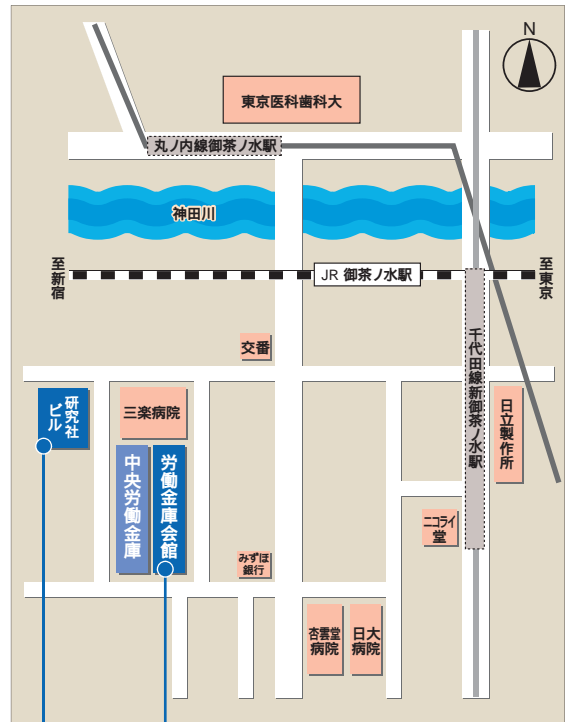 N
東京医科歯科大
丸ノ内線御茶ノ水駅
神田川
至新宿
JR 御茶ノ水駅
至東京
交番
千代田線新御茶ノ水駅
研究社
ビル
三楽病院
日立製作所
中央労働金庫
労働金庫会館
ニコライ
堂
みずほ
銀行
杏雲堂
病院
日大
病院